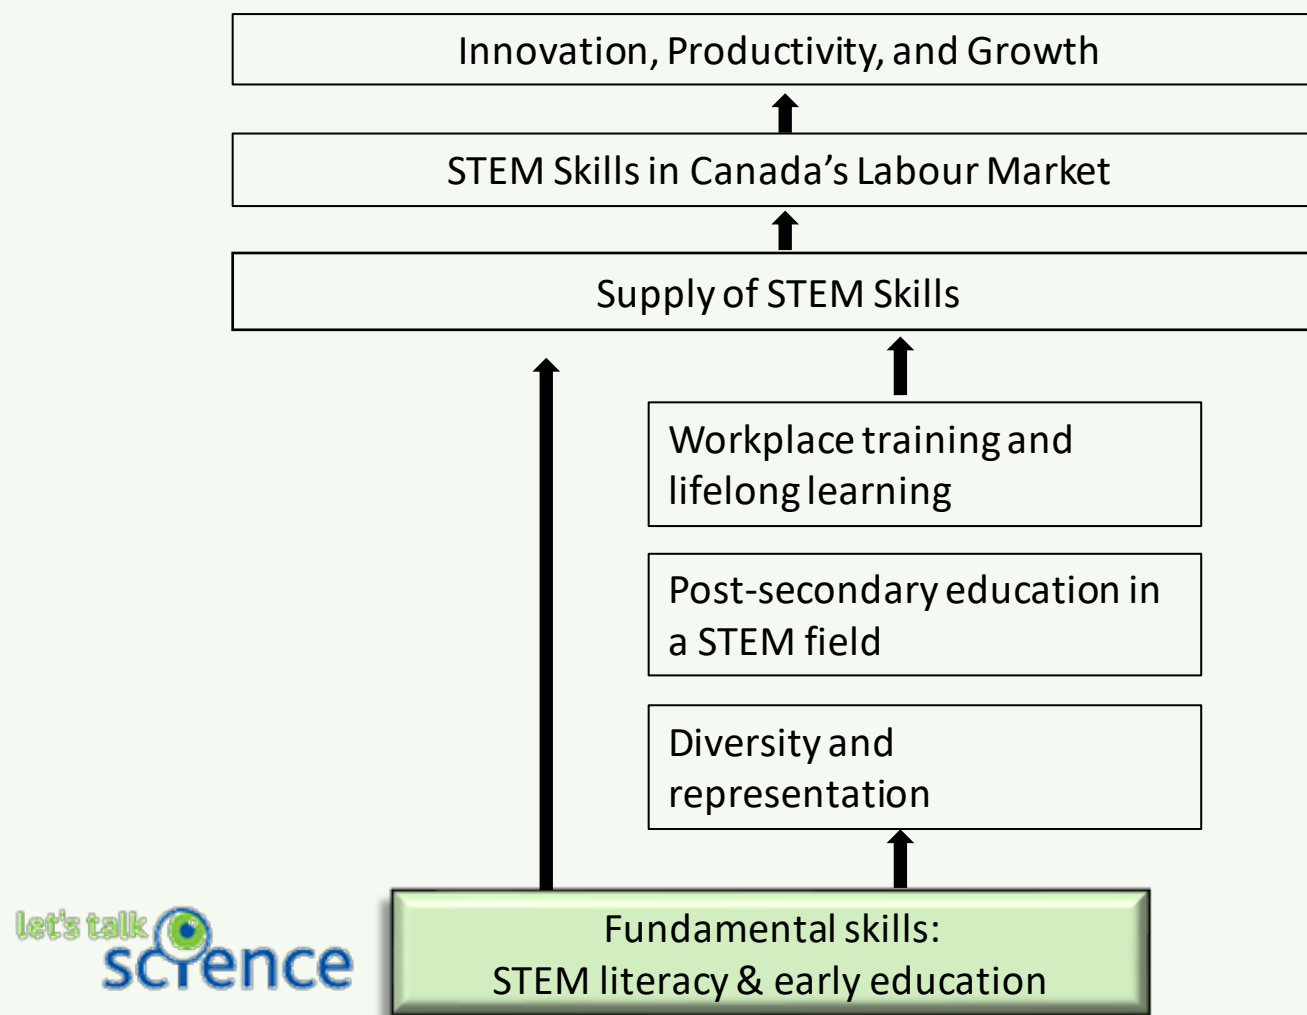 Innovation, Productivity, and Growth
STEM Skills in Canada’s Labour Market
Supply of STEM Skills
Workplace training and
lifelong learning
Post-secondary education in
a STEM field
Diversity and
representation
let's talk
science
Fundamental skills:
STEM literacy & early education